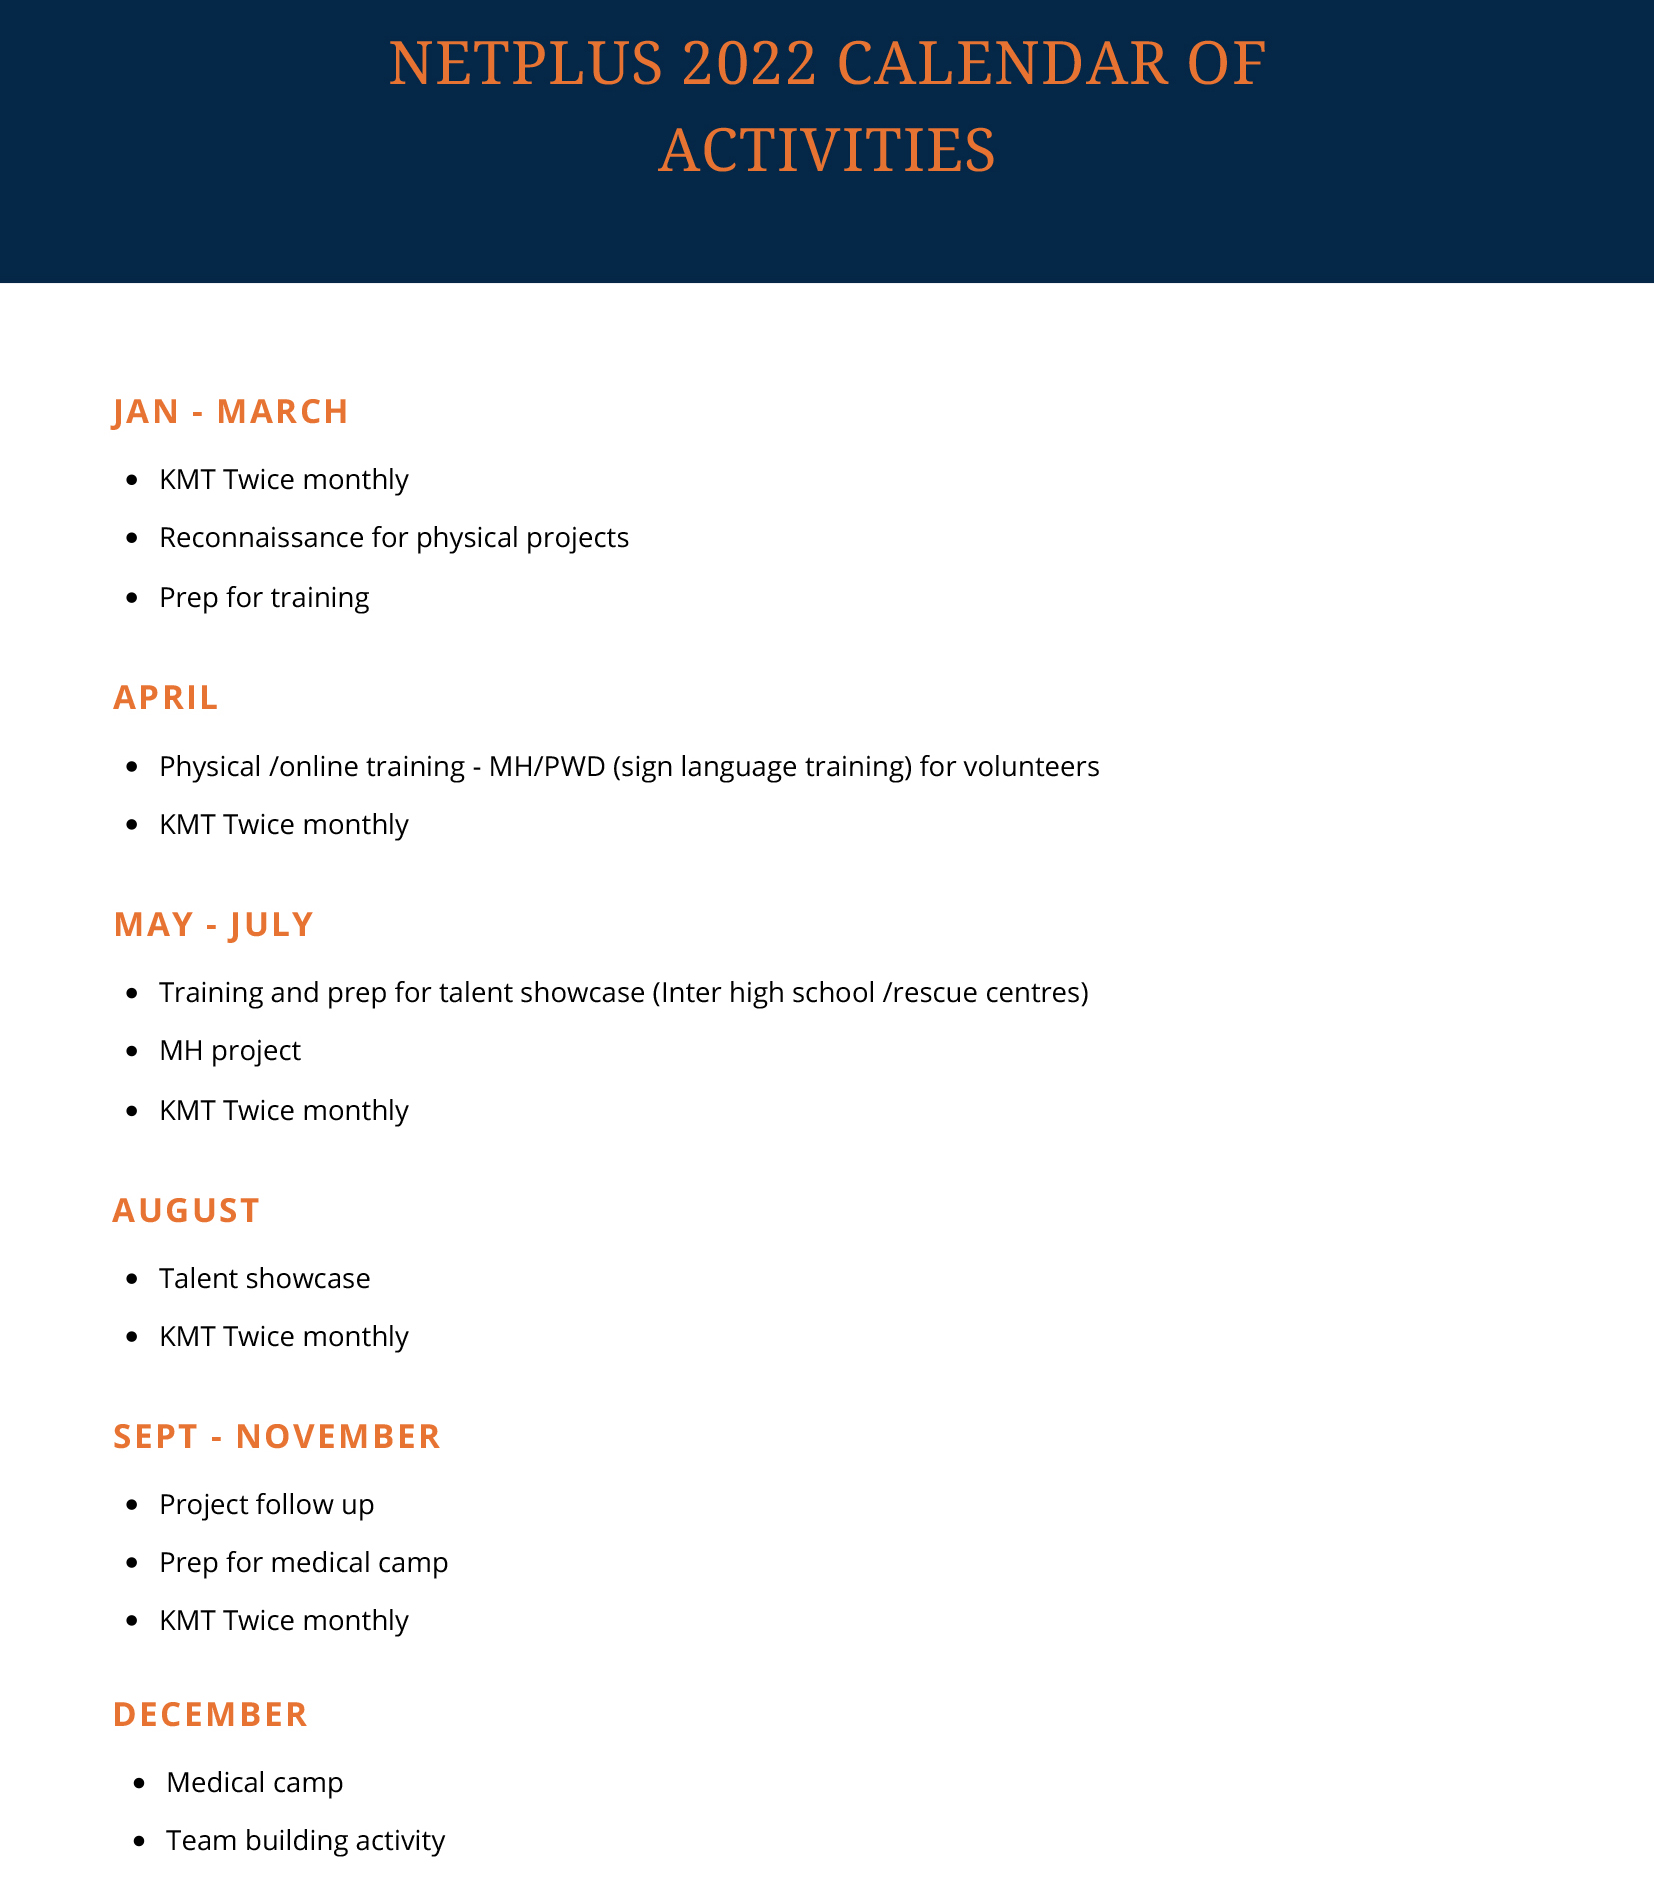 NETPLUS 2022 CALENDAR OF
ACTIVITIES
JAN - MARCH
• KMT Twice monthly
• Reconnaissance for physical projects
• Prep for training
APRIL
• Physical /online training - MH/PWD (sign language training) for volunteers
• KMT Twice monthly
MAY - JULY
• Training and prep for talent showcase (Inter high school /rescue centres)
• MH project
• KMT Twice monthly
AUGUST
• Talent showcase
• KMT Twice monthly
SEPT - NOVEMBER
• Project follow up
• Prep for medical camp
• KMT Twice monthly
DECEMBER
• Medical camp
• Team building activity